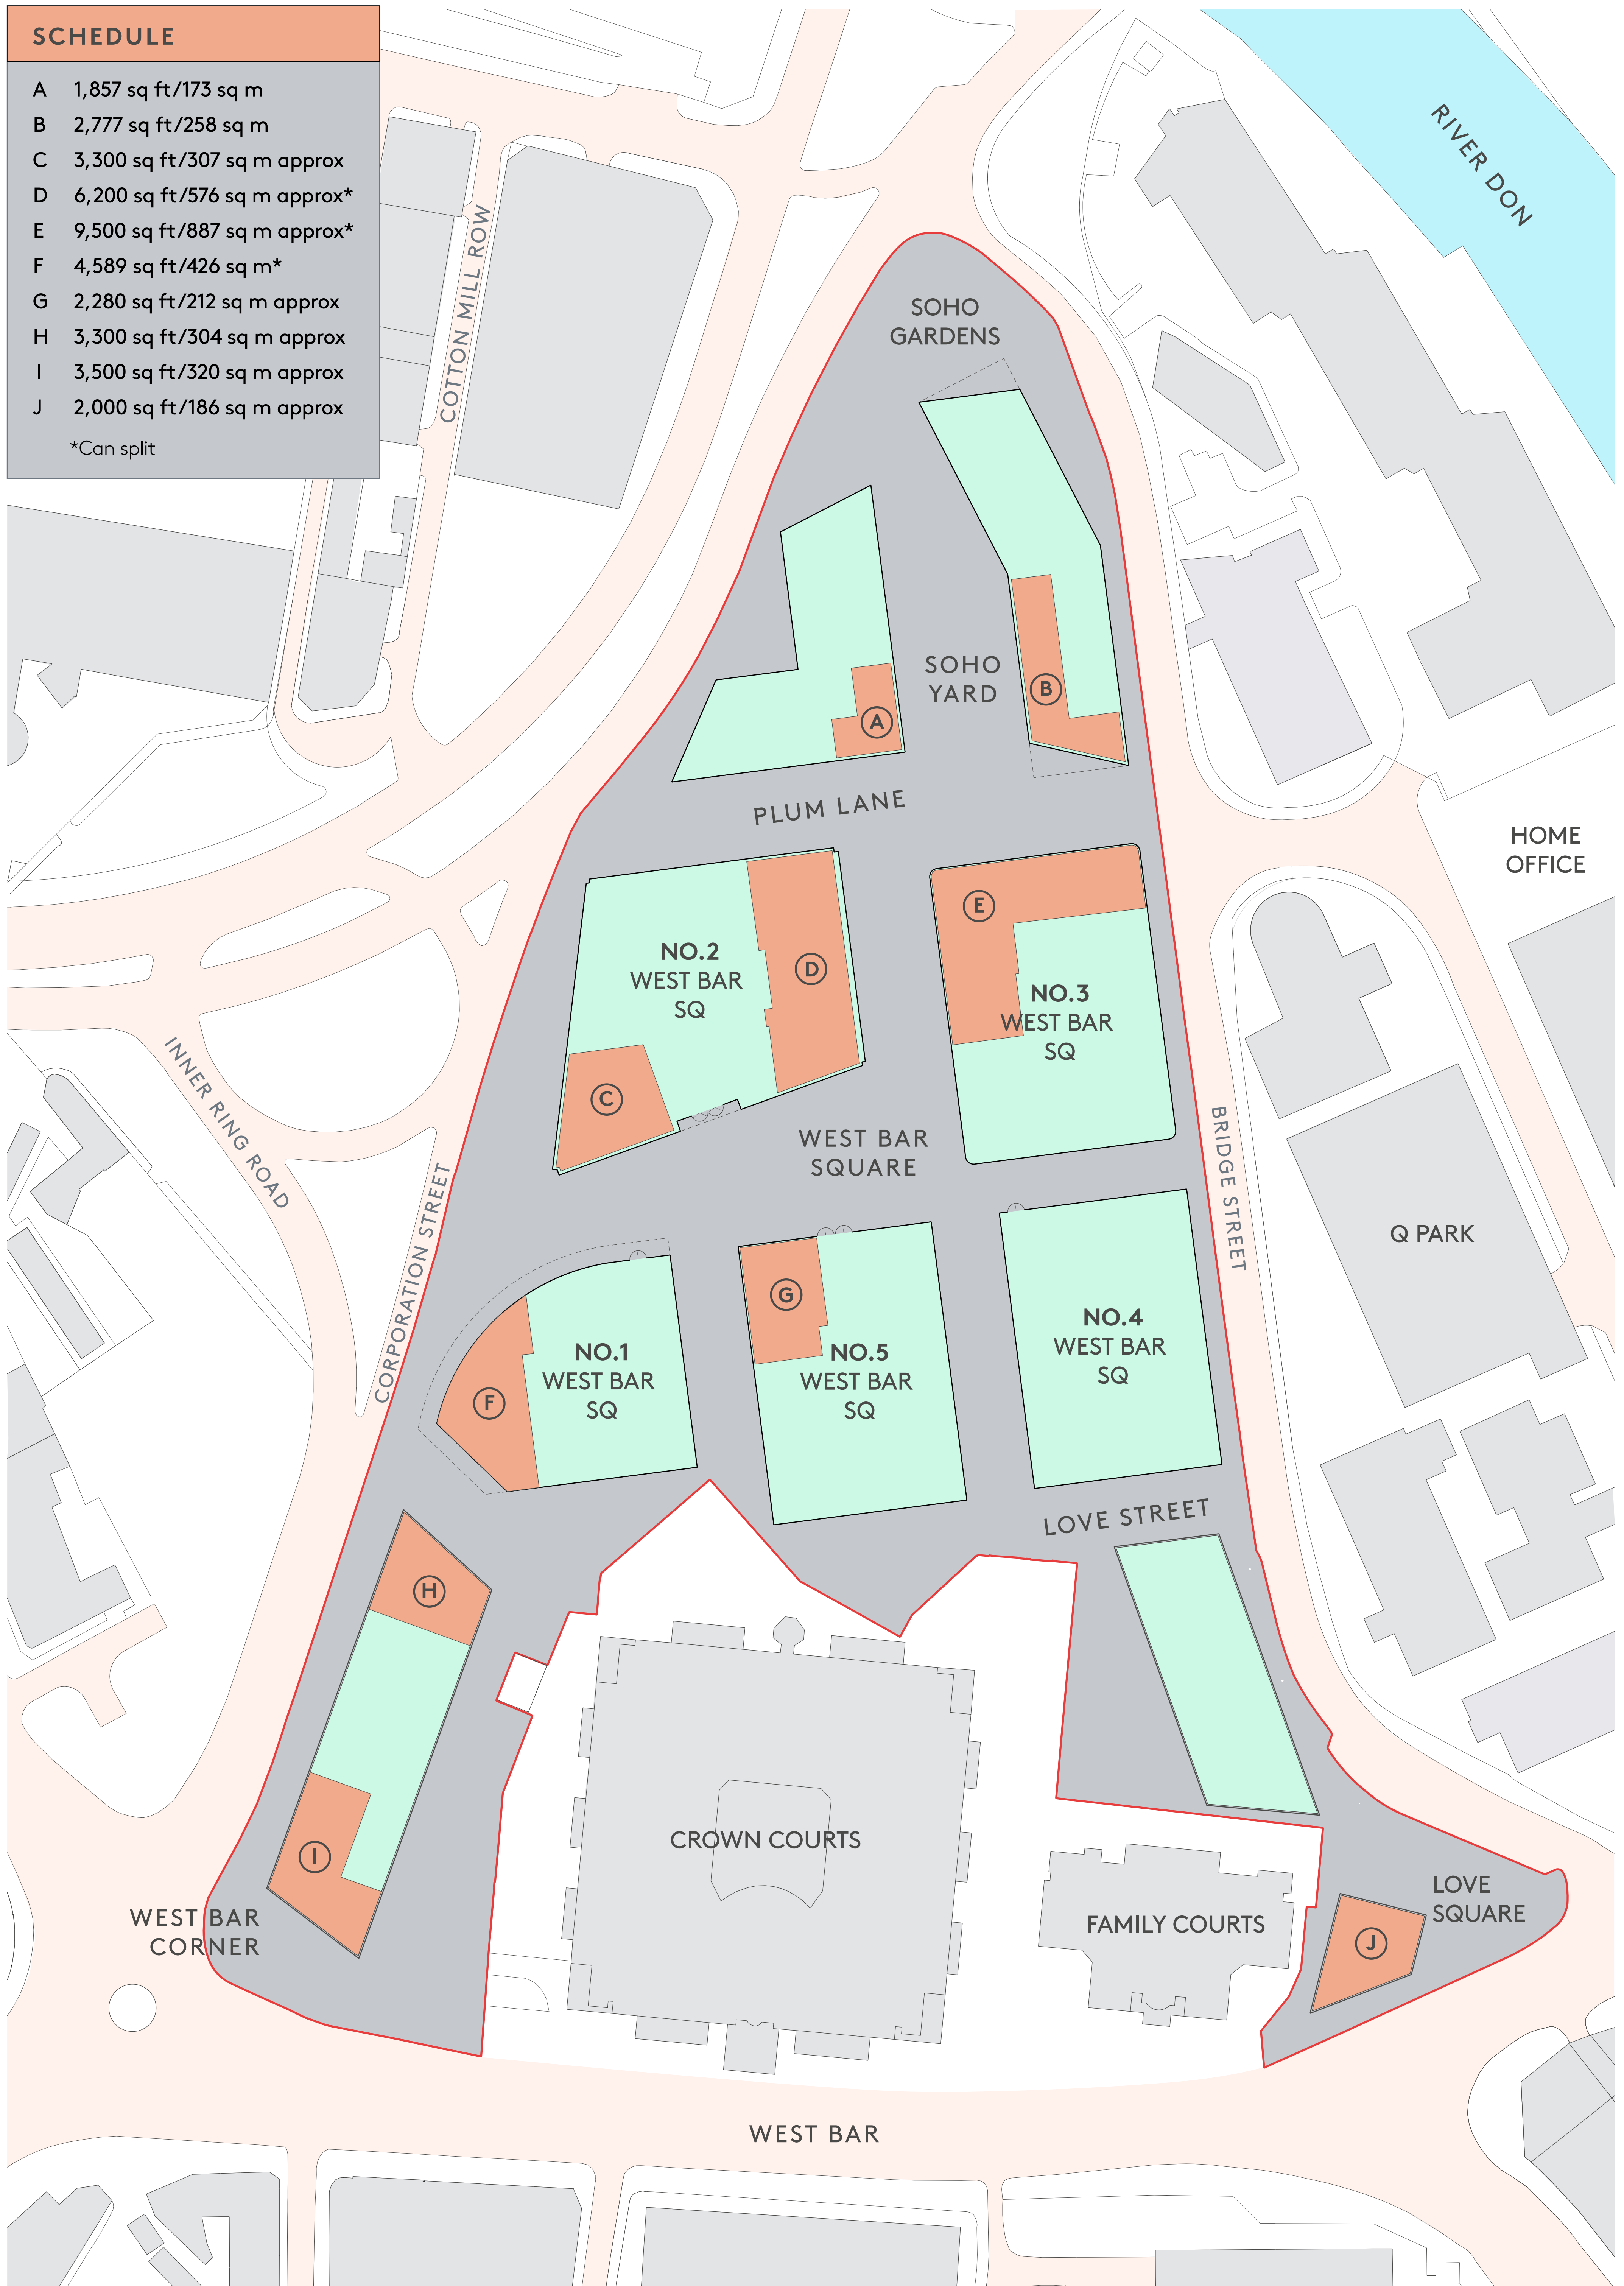 SCHEDULE
A 1,857 sq ft/173 sq m
B 2,777 sq ft/258 sq m
C 3,300 sq ft/307 sq m approx
D 6,200 sq ft/576 sq m approx*
E 9,500 sq ft/887 sq m approx*
F 4,589 sq ft/426 sq m*
G 2,280 sq ft/212 sq m approx
H 3,300 sq ft/304 sq m approx
I 3,500 sq ft/320 sq m approx
J 2,000 sq ft/186 sq m approx
*Can split
RIVER DON
COTTON MILL ROW
SOHO
GARDENS
SOHO
YARD
B
A
PLUM LANE
HOME
OFFICE
E
NO.2
WEST BAR
SQ
D
NO.3
WEST BAR
SQ
C
INNER RING ROAD
WEST BAR
SQUARE
BRIDGE STREET
CORPORATION STREET
Q PARK
G
NO.4
WEST BAR
SQ
NO.1
WEST BAR
SQ
NO.5
WEST BAR
SQ
F
LOVE STREET
H
CROWN COURTS
I
WEST BAR
CORNER
LOVE
SQUARE
FAMILY COURTS
J
WEST BAR